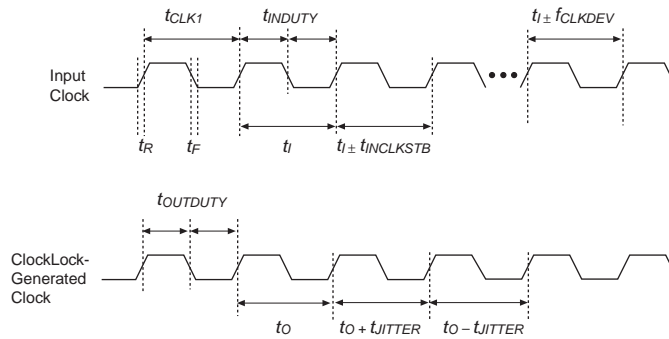 tCLK1
tINDUTY
tI ± fCLKDEV
Input
Clock
tR
tF
tI
tI ± tINCLKSTB
tOUTDUTY
ClockLock-
Generated
Clock
tO
tO + tJITTER
tO – tJITTER